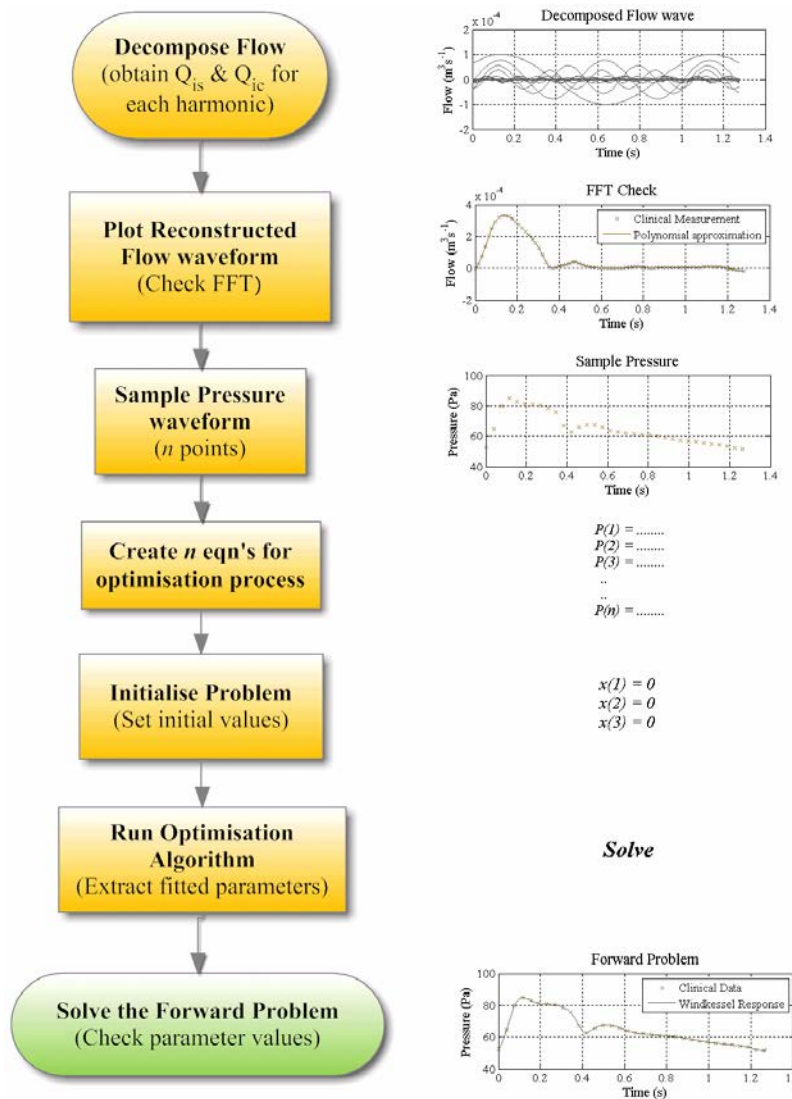 Decompose Flow
(obtain Qis & Qic for
each harmonic)
Decomposed Flow wave
x 10-4
Flow (m3s-1)
2
1
0
-1
-2
0 0.2 0.4 0.6 0.8 1 1.2 1.4
Time (s)
Plot Reconstructed
Flow waveform
(Check FFT)
FFT Check
x 10-4
Flow (m3s-1)
4
2
0
-2
Clinical Measurement
Polynomial approximation
0 0.2 0.4 0.6 0.8 1 1.2 1.4
Time (s)
Sample Pressure
waveform
(n points)
Sample Pressure
Pressure (Pa)
100
80
60
40
0 0.2 0.4 0.6 0.8 1 1.2 1.4
Time (s)
Create n eqn's for
optimisation process
P(1) = ........
P(2) = ........
P(3) = ........
..
..
P(n) = ........
Initialise Problem
(Set initial values)
x(1) = 0
x(2) = 0
x(3) = 0
Run Optimisation
Algorithm
(Extract fitted parameters)
Solve
Solve the Forward Problem
(Check parameter values)
Forward Problem
Pressure (Pa)
100
80
60
40
Clinical Data
Windkessel Response
0 0.2 0.4 0.6 0.8 1 1.2 1.4
Time (s)